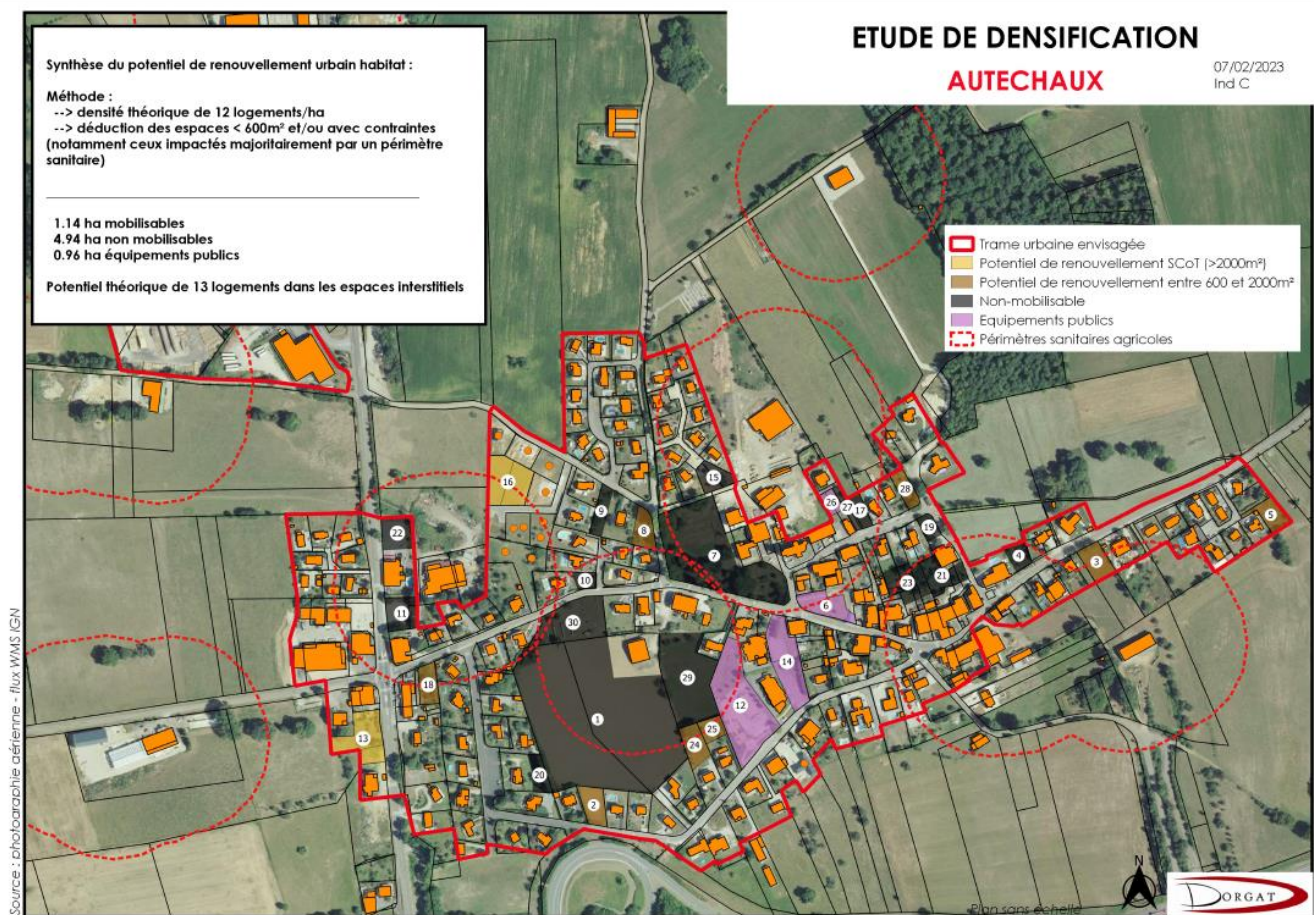 ETUDE DE DENSIFICATION
AUTECHAUX
07/02/2023
Ind C
Synthèse du potentiel de renouvellement urbain habitat :
Méthode :
--> densité théorique de 12 logements/ha
--> déduction des espaces < 600m² et/ou avec contraintes
(notamment ceux impactés majoritairement par un périmètre
sanitaire)
1.14 ha mobilisables
4.94 ha non mobilisables
0.96 ha équipements publics
Potentiel théorique de 13 logements dans les espaces interstitiels
Trame urbaine envisagée
Potentiel de renouvellement SCoT (>2000m²)
Potentiel de renouvellement entre 600 et 2000m²
Non-mobilisable
Equipements publics
Périmètres sanitaires agricoles
16
15
26
27
17
28
9
8
22
7
19
5
4
3
10
23
21
11
6
30
14
29
18
12
1
13
25
24
20
2
Source : photographie aérienne - flux WMS IGN
Plan sans échelle
N
DORGAT